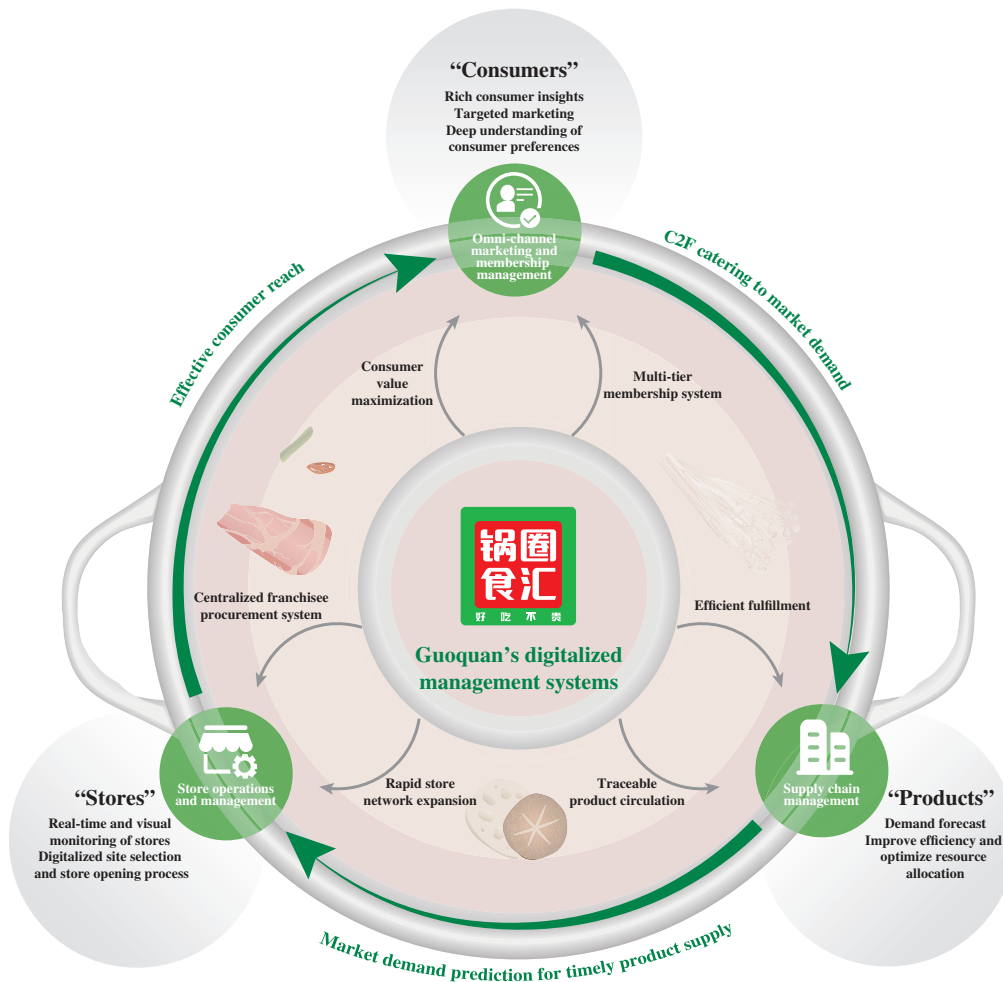 “Consumers”
Rich consumer insights
Targeted marketing
Deep understanding of
consumer preferences
Omni-channel
marketing and
membership
management
Effective consumer reach
C2F catering to market demand
Consumer
value
maximization
Multi-tier
membership system
锅圈
食汇
好吃不贵
Guoquan’s digitalized
management systems
Centralized franchisee
procurement system
Efficient fulfillment
Rapid store
network expansion
Traceable
product circulation
Store operations
and management
“Stores”
Real-time and visual
monitoring of stores
Digitalized site selection
and store opening process
Supply chain
management
“Products”
Demand forecast
Improve efficiency and
optimize resource
allocation
Market demand prediction for timely product supply